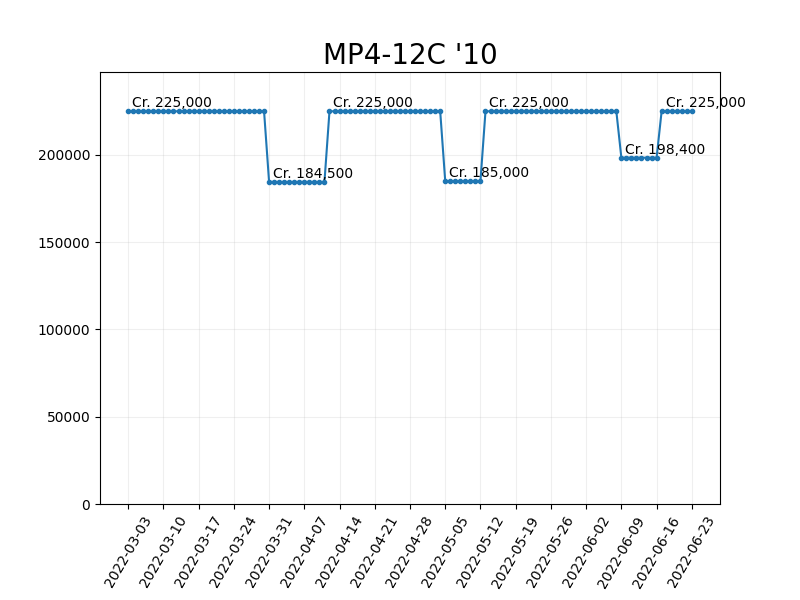 MP4-12C '10
Cr. 225,000
Cr. 225,000
Cr. 225,000
Cr. 225,000
Cr. 198,400
Cr. 184,500
Cr. 185,000
200000
150000
100000
50000
0
2022-03-03
2022-03-10
2022-03-17
2022-03-24
2022-03-31
2022-04-07
2022-04-14
2022-04-21
2022-04-28
2022-05-05
2022-05-12
2022-05-19
2022-05-26
2022-06-02
2022-06-09
2022-06-16
2022-06-23